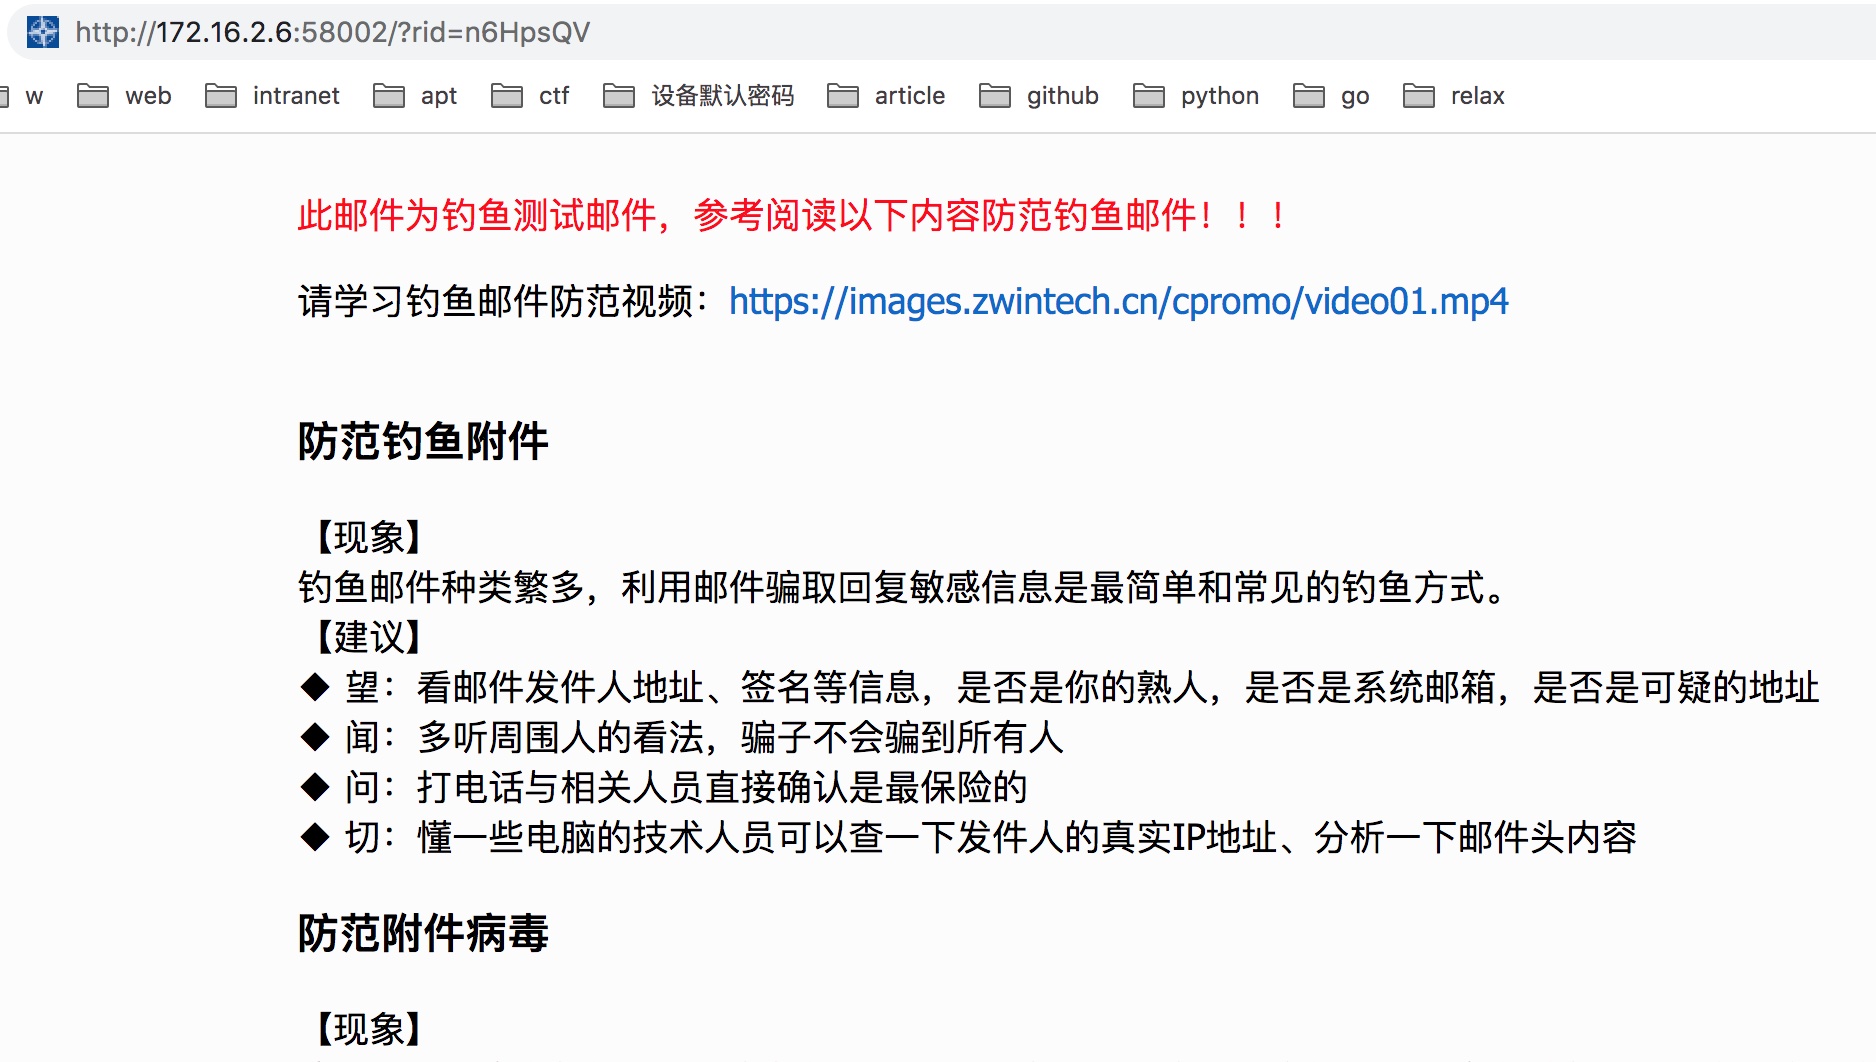 http://172.16.2.6:58002/?rid=n6HpsQV
w web intranet apt ctf 设备默认密码 article github python go relax
此邮件为钓鱼测试邮件，参考阅读以下内容防范钓鱼邮件！！！
请学习钓鱼邮件防范视频：https://images.zwintech.cn/cpromo/video01.mp4
防范钓鱼附件
【现象】
钓鱼邮件种类繁多，利用邮件骗取回复敏感信息是最简单和常见的钓鱼方式。
【建议】
◆ 望：看邮件发件人地址、签名等信息，是否是你的熟人，是否是系统邮箱，是否是可疑的地址
◆ 闻：多听周围人的看法，骗子不会骗到所有人
◆ 问：打电话与相关人员直接确认是最保险的
◆ 切：懂一些电脑的技术人员可以查一下发件人的真实IP地址、分析一下邮件头内容
防范附件病毒
【现象】